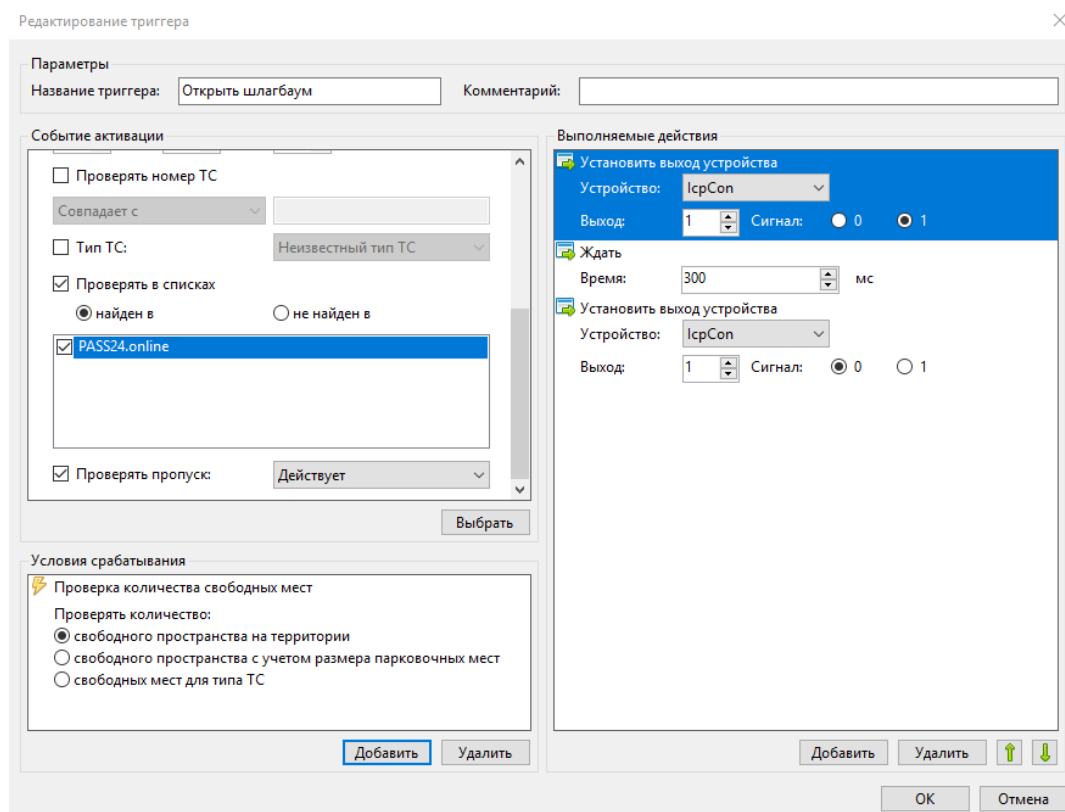 Редактирование триггера
Параметры
Название триггера: Открыть шлагбаум Комментарий:
Событие активации
Проверять номер ТС
Совпадает с
Тип ТС: Неизвестный тип ТС
Проверять в списках
найден в не найден в
PASS24.online
Проверять пропуск: Действует
Выбрать
Условия срабатывания
Проверка количества свободных мест
Проверять количество:
свободного пространства на территории
свободного пространства с учетом размера парковочных мест
свободных мест для типа ТС
Добавить Удалить
Выполняемые действия
Установить выход устройства
Устройство: IcpCon
Выход: 1 Сигнал: 0 1
Ждать
Время: 300 мс
Установить выход устройства
Устройство: IcpCon
Выход: 1 Сигнал: 0 1
Добавить Удалить
OK Отмена